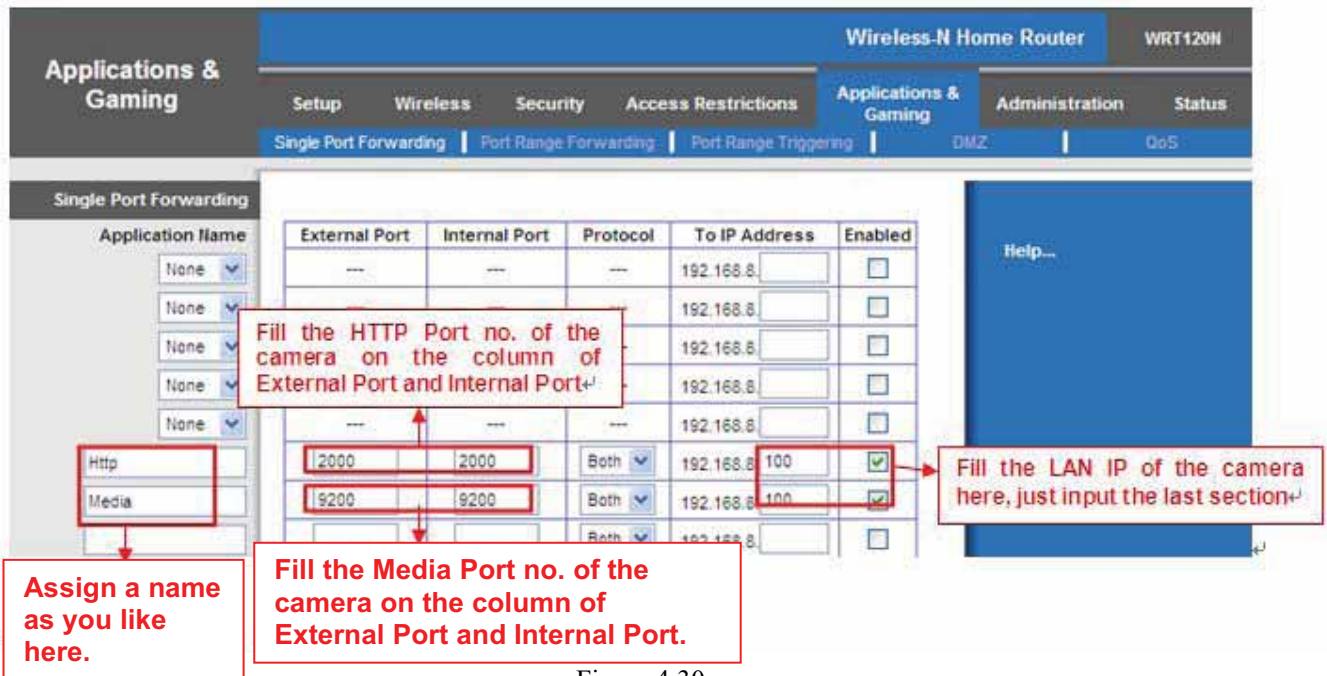 Wireless-N Home Router WRT120N
Applications &
Gaming
Setup Wireless Security Access Restrictions Applications & Gaming Administration Status
Single Port Forwarding Port Range Forwarding Port Range Triggering DMZ QoS
Single Port Forwarding
Application Name External Port Internal Port Protocol To IP Address Enabled
Help...
None --- --- --- 192.168.8.
None 192.168.8.
None 192.168.8.
None 192.168.8.
None --- --- --- 192.168.8.
Fill the HTTP Port no. of the
camera on the column of
External Port and Internal Port↵
Http 2000 2000 Both 192.168.8. 100
Media 9200 9200 Both 192.168.8. 100
Both 192.168.8.
Fill the LAN IP of the camera
here, just input the last section↵
Assign a name
as you like
here.
Fill the Media Port no. of the
camera on the column of
External Port and Internal Port.